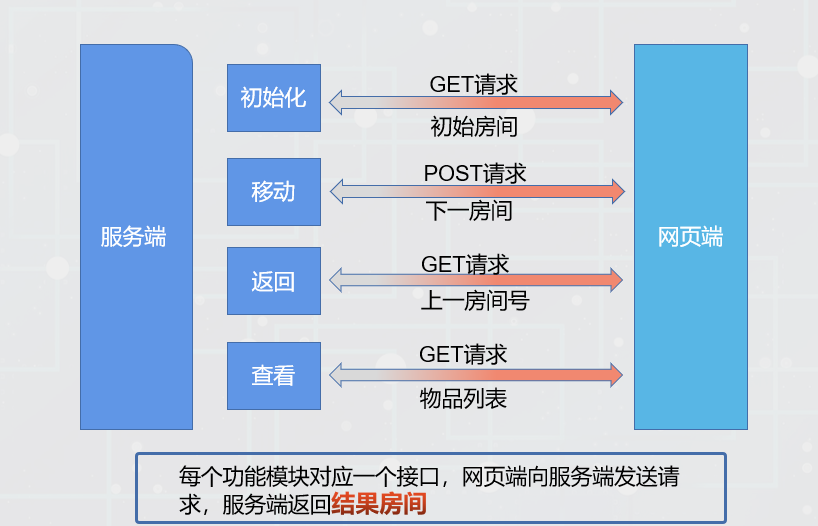 服务端
初始化
GET请求
初始房间
移动
POST请求
下一房间
返回
GET请求
上一房间号
查看
GET请求
物品列表
网页端
每个功能模块对应一个接口，网页端向服务端发送请
求，服务端返回结果房间